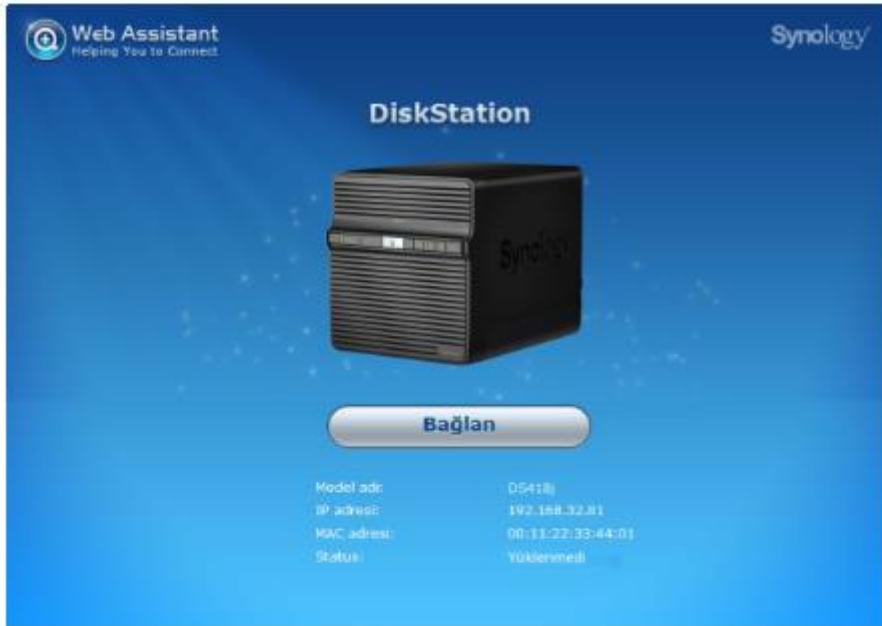 Web Assistant
Helping You to Connect
Synology
DiskStation
Synology
Bağlan
Model adı: DS418j
IP adresi: 192.168.32.81
MAC adresi: 00:11:22:33:44:01
Status: Yüklenmedi